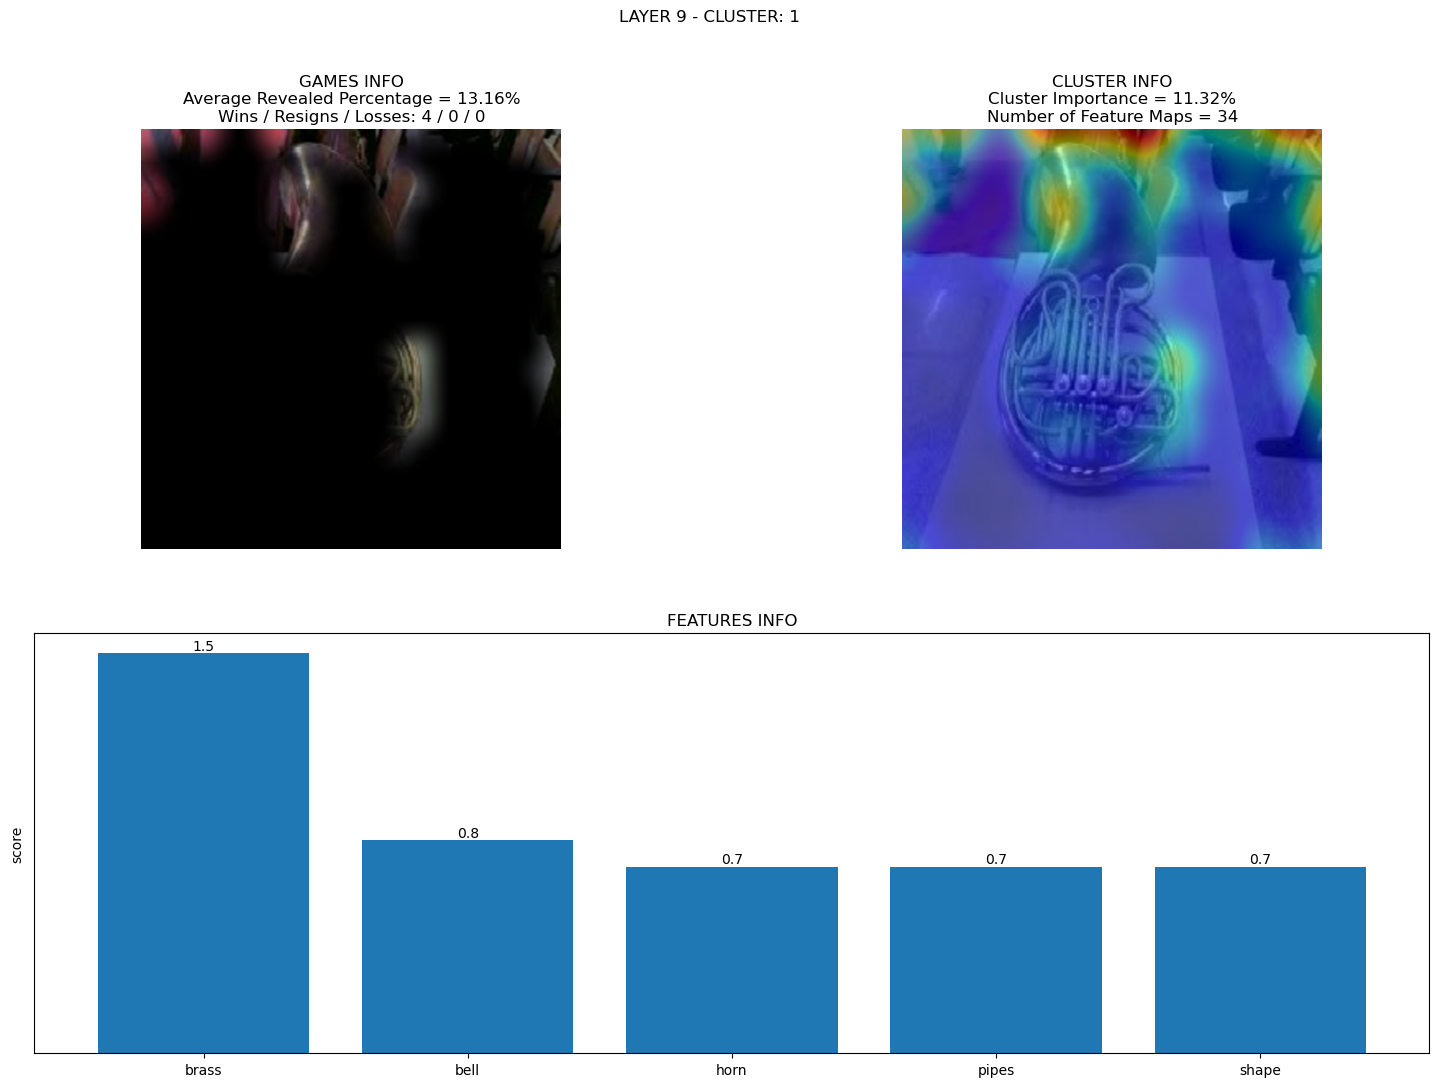 LAYER 9 - CLUSTER: 1
GAMES INFO
Average Revealed Percentage = 13.16%
Wins / Resigns / Losses: 4 / 0 / 0
CLUSTER INFO
Cluster Importance = 11.32%
Number of Feature Maps = 34
FEATURES INFO
score
1.5
0.8
0.7
0.7
0.7
brass
bell
horn
pipes
shape